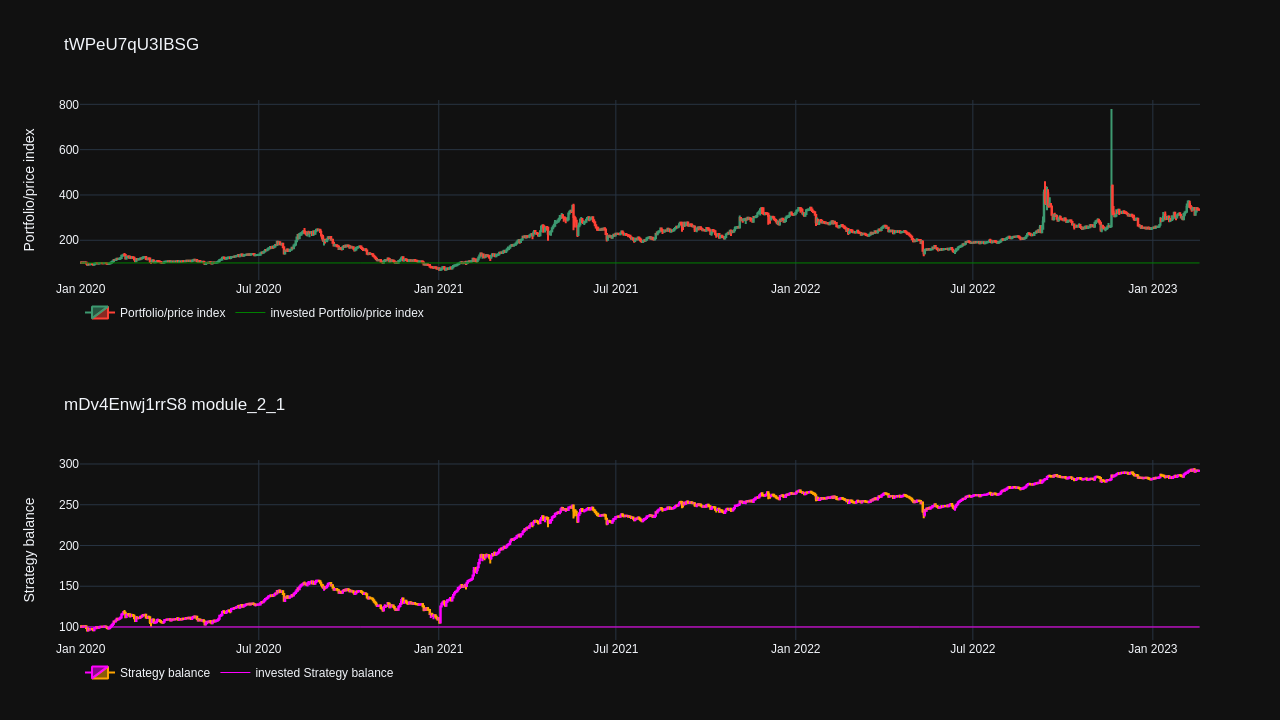 tWPeU7qU3IBSG
800
600
400
200
Portfolio/price index
Jan 2020 Jul 2020 Jan 2021 Jul 2021 Jan 2022 Jul 2022 Jan 2023
Portfolio/price index invested Portfolio/price index
mDv4Enwj1rrS8 module_2_1
300
250
200
150
100
Strategy balance
Jan 2020 Jul 2020 Jan 2021 Jul 2021 Jan 2022 Jul 2022 Jan 2023
Strategy balance invested Strategy balance